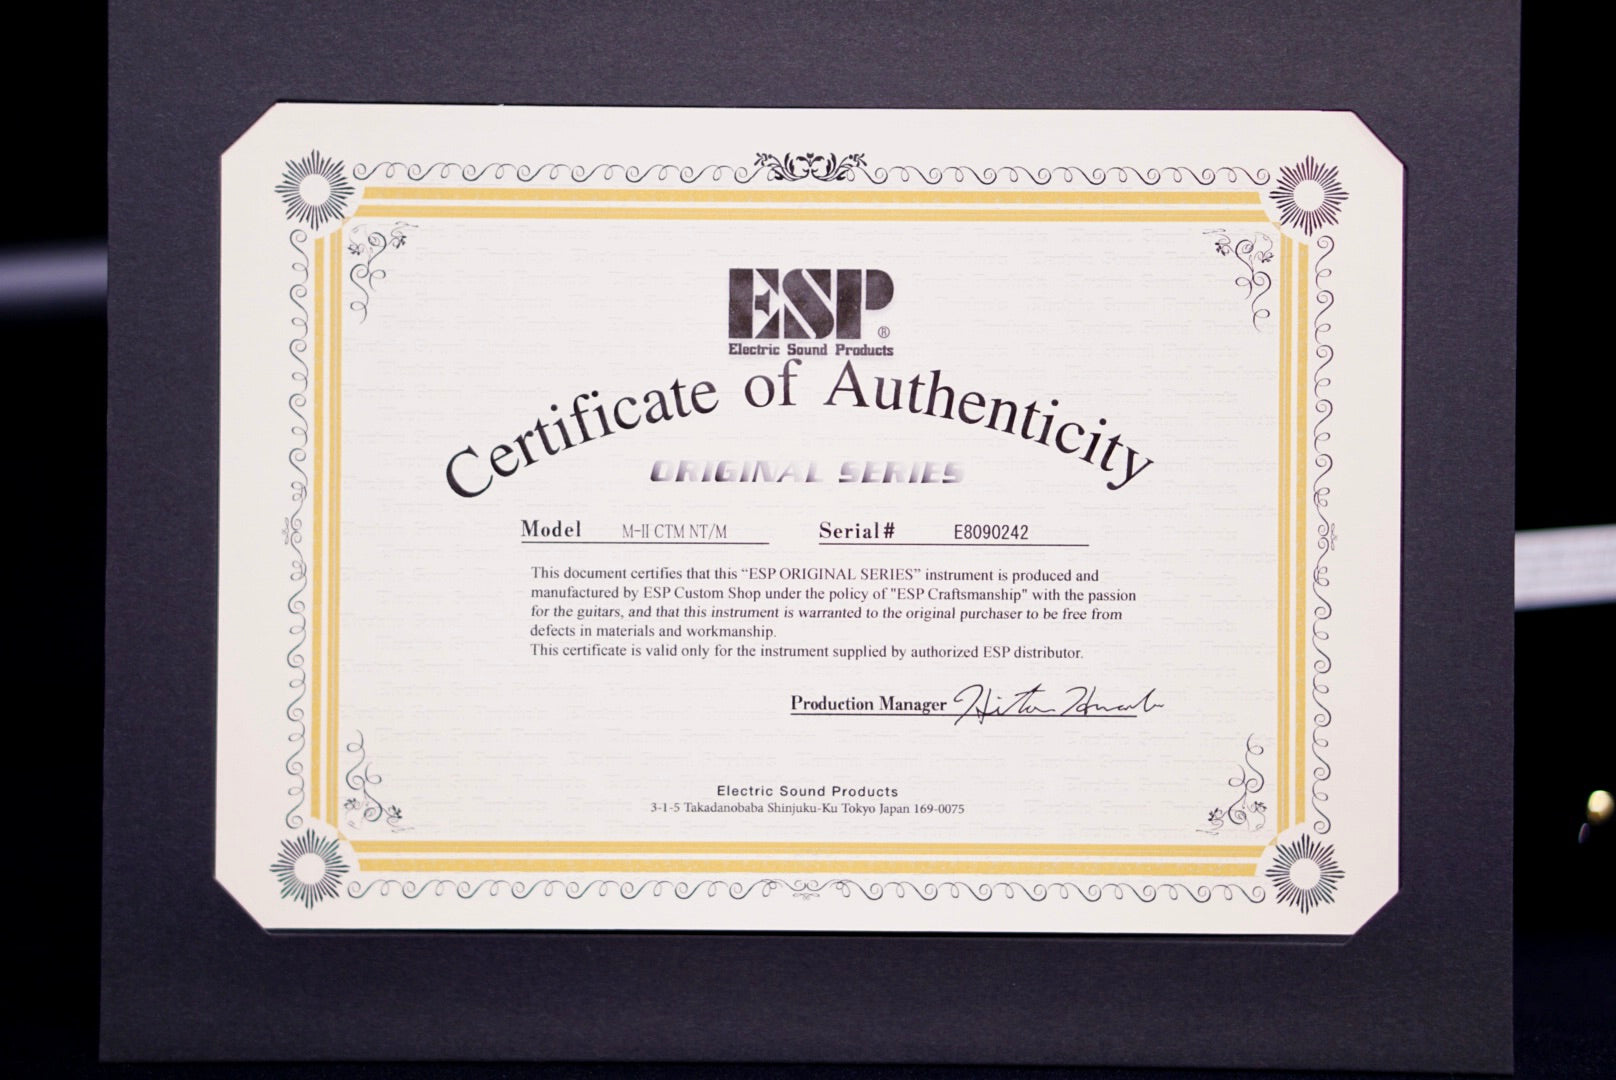 ESP®
Electric Sound Products
Certificate of Authenticity
ORIGINAL SERIES
Model M-II CTM NT/M Serial# E8090242
This document certifies that this “ESP ORIGINAL SERIES” instrument is produced and
manufactured by ESP Custom Shop under the policy of "ESP Craftsmanship" with the passion
for the guitars, and that this instrument is warranted to the original purchaser to be free from
defects in materials and workmanship.
This certificate is valid only for the instrument supplied by authorized ESP distributor.
Production Manager
Electric Sound Products
3-1-5 Takadanobaba Shinjuku-Ku Tokyo Japan 169-0075